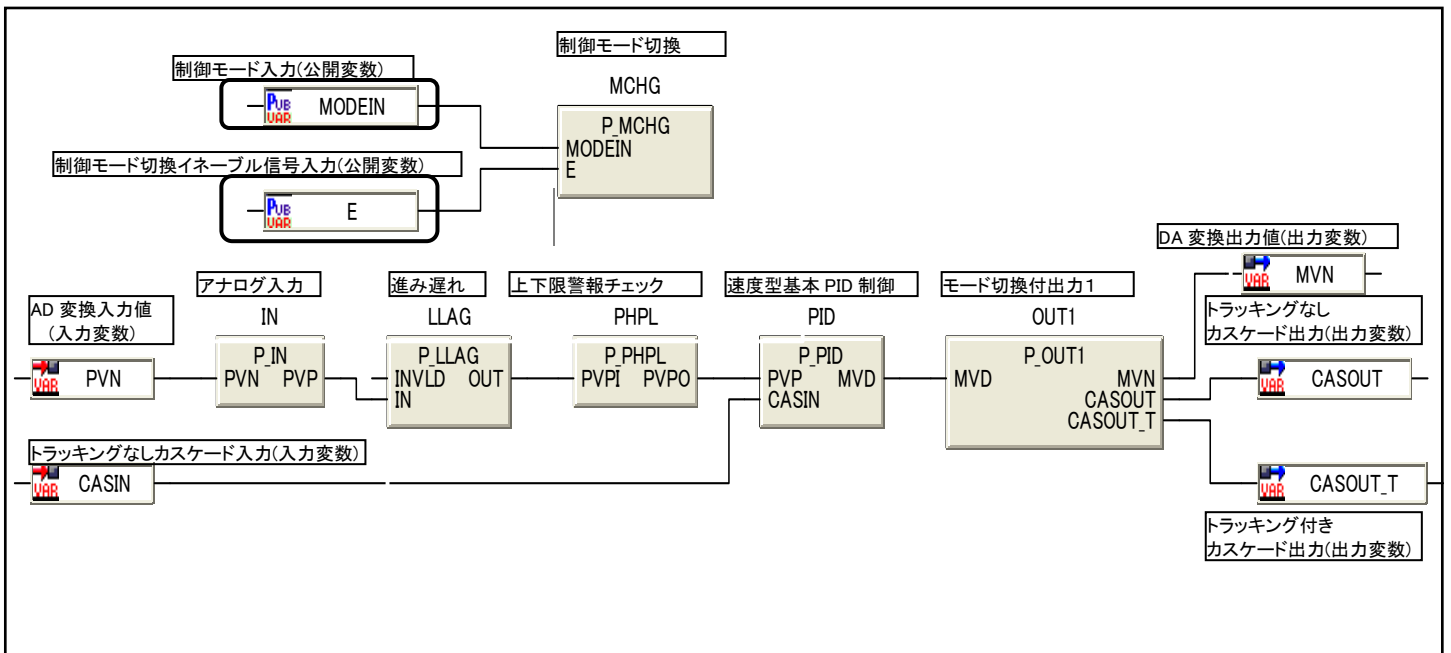 制御モード切換
制御モード入力(公開変数)
MCHG
PUB
VAR
MODEIN
P_MCHG
MODEIN
E
制御モード切換イネーブル信号入力(公開変数)
PUB
VAR
E
DA 変換出力値(出力変数)
VAR
MVN
アナログ入力
進み遅れ
上下限警報チェック
速度型基本 PID 制御
モード切換付出力1
AD 変換入力値
(入力変数)
IN
LLAG
PHPL
PID
OUT1
トラッキングなし
カスケード出力(出力変数)
VAR
PVN
P_IN
PVN PVP
P_LLAG
INVLD OUT
IN
P_PHPL
PVPI PVPO
P_PID
PVP MVD
CASIN
P_OUT1
MVD MVN
CASOUT
CASOUT_T
VAR
CASOUT
トラッキングなしカスケード入力(入力変数)
VAR
CASIN
VAR
CASOUT_T
トラッキング付き
カスケード出力(出力変数)